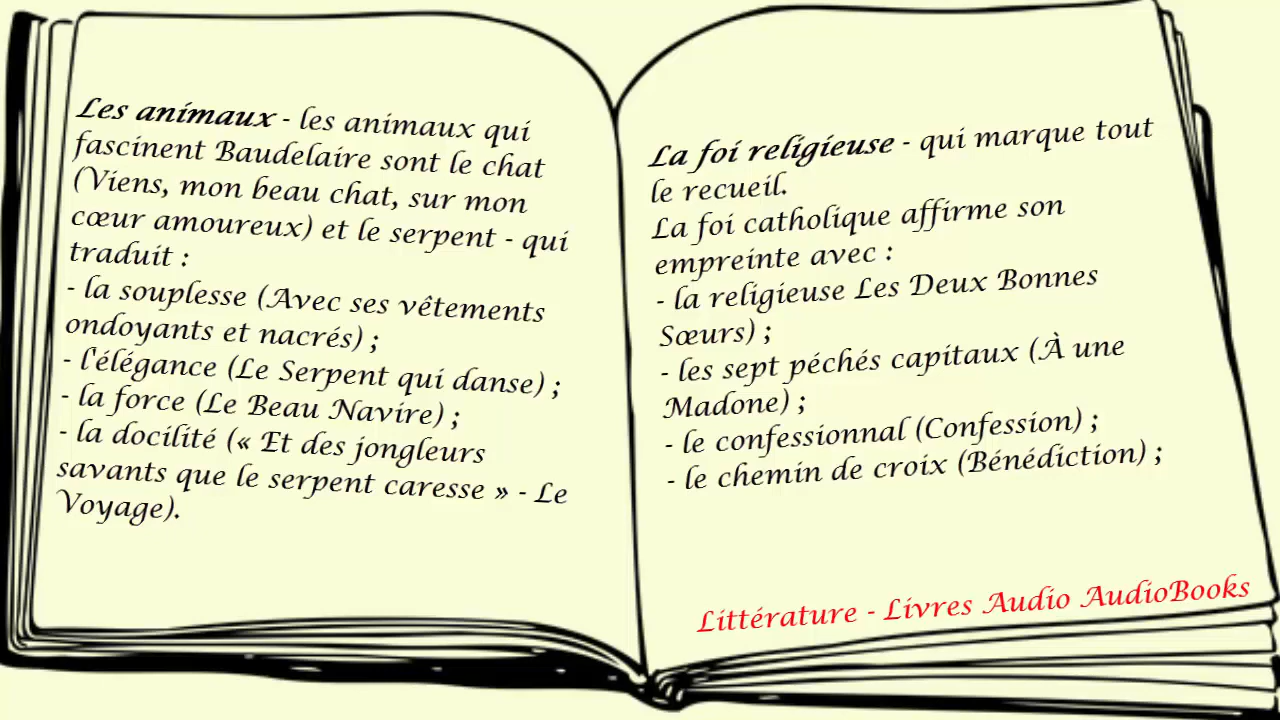 Les animaux - les animaux qui
fascinent Baudelaire sont le chat
(Viens, mon beau chat, sur mon
cœur amoureux) et le serpent - qui
traduit :
- la souplesse (Avec ses vêtements
ondoyants et nacrés) ;
- l'élégance (Le Serpent qui danse) ;
- la force (Le Beau Navire) ;
- la docilité (« Et des jongleurs
savants que le serpent caresse » - Le
Voyage).
La foi religieuse - qui marque tout
le recueil.
La foi catholique affirme son
empreinte avec :
- la religieuse Les Deux Bonnes
Sœurs) ;
- les sept péchés capitaux (À une
Madone) ;
- le confessionnal (Confession) ;
- le chemin de croix (Bénédiction) ;
Littérature - Livres Audio AudioBooks